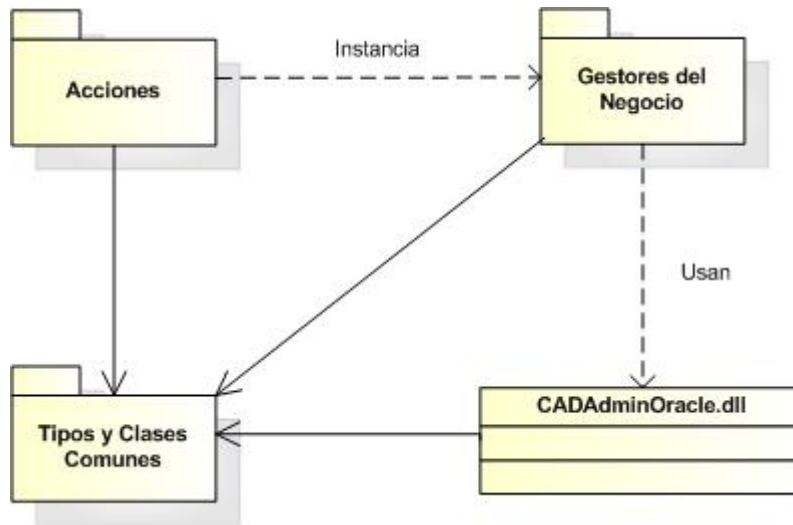 Acciones
Instancia
Gestores del
Negocio
Usan
Tipos y Clases
Comunes
CADAdminOracle.dll